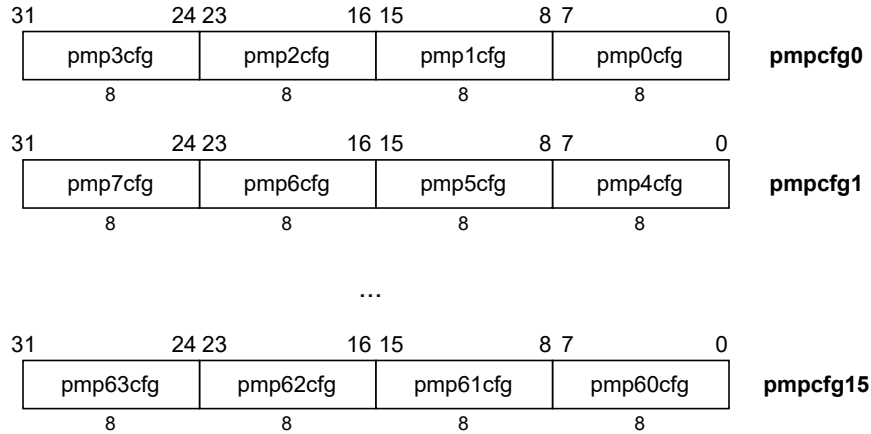 31 24 23 16 15 8 7 0
pmp3cfg pmp2cfg pmp1cfg pmp0cfg pmpcfg0
8 8 8 8
31 24 23 16 15 8 7 0
pmp7cfg pmp6cfg pmp5cfg pmp4cfg pmpcfg1
8 8 8 8
...
31 24 23 16 15 8 7 0
pmp63cfg pmp62cfg pmp61cfg pmp60cfg pmpcfg15
8 8 8 8